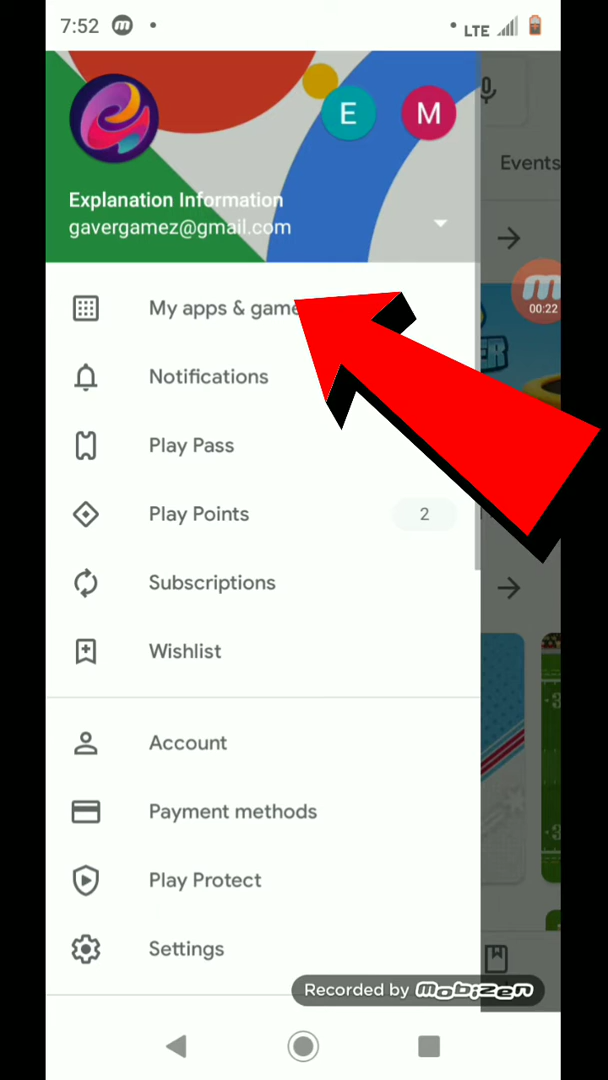 7:52
LTE
E
M
Events
Explanation Information
gavergamez@gmail.com
00:22
My apps & game
Notifications
Play Pass
Play Points
2
Subscriptions
Wishlist
Account
Payment methods
Play Protect
Settings
Recorded by mobizen